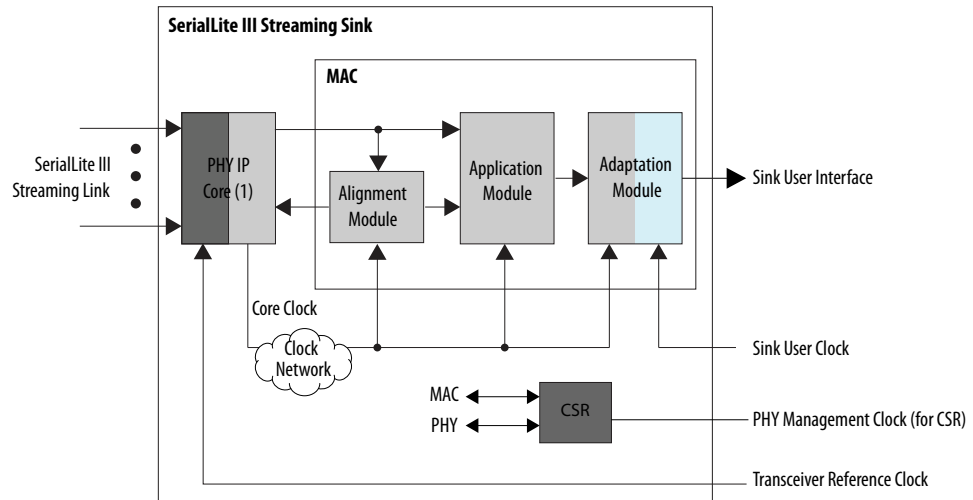 SerialLite III Streaming Sink
MAC
SerialLite III
Streaming Link
PHY IP
Core (1)
Alignment
Module
Application
Module
Adaptation
Module
Sink User Interface
Core Clock
Clock
Network
Sink User Clock
MAC
PHY
CSR
PHY Management Clock (for CSR)
Transceiver Reference Clock